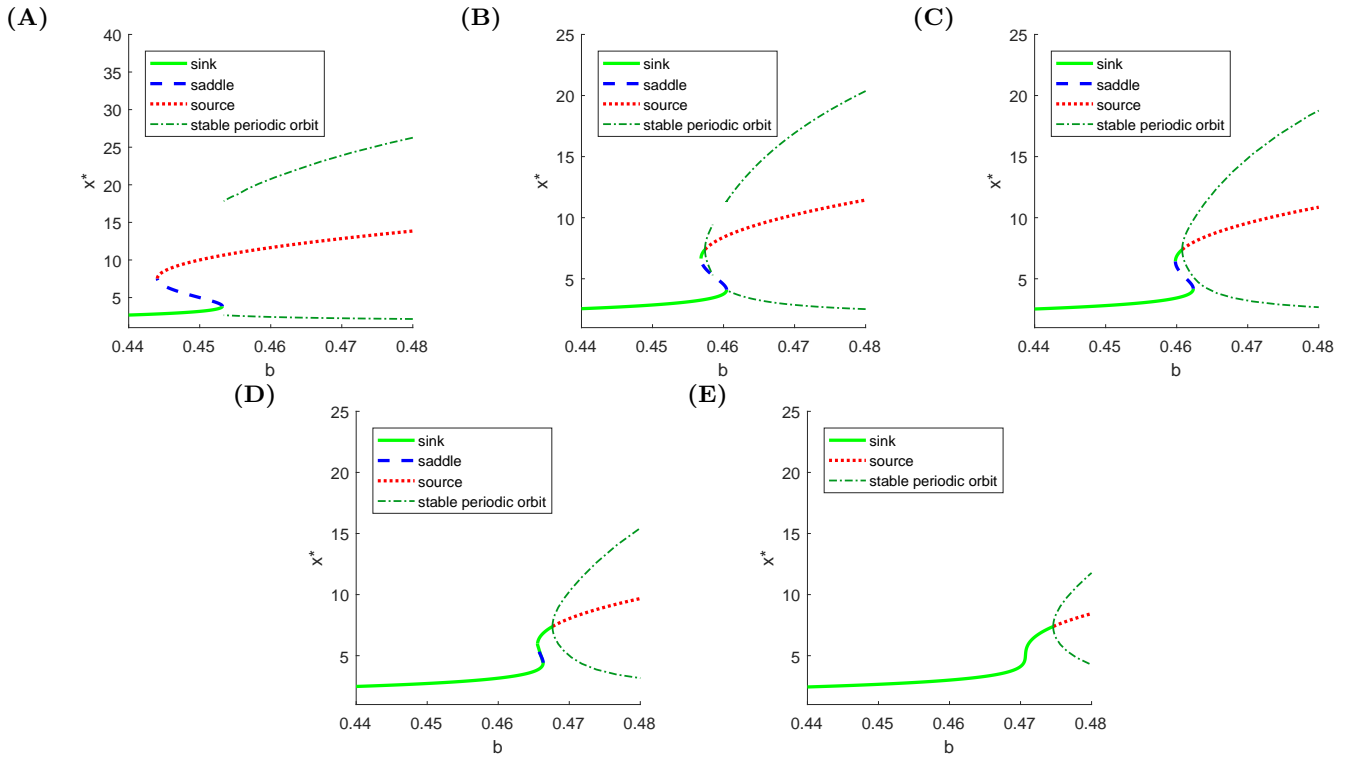 (A)
40
35
30
25
20
15
10
5
x*
sink
saddle
source
stable periodic orbit
0.44 0.45 0.46 0.47 0.48
b
(B)
25
20
15
10
5
x*
sink
saddle
source
stable periodic orbit
0.44 0.45 0.46 0.47 0.48
b
(C)
25
20
15
10
5
x*
sink
saddle
source
stable periodic orbit
0.44 0.45 0.46 0.47 0.48
b
(D)
25
20
15
10
5
x*
sink
saddle
source
stable periodic orbit
0.44 0.45 0.46 0.47 0.48
b
(E)
25
20
15
10
5
x*
sink
source
stable periodic orbit
0.44 0.45 0.46 0.47 0.48
b